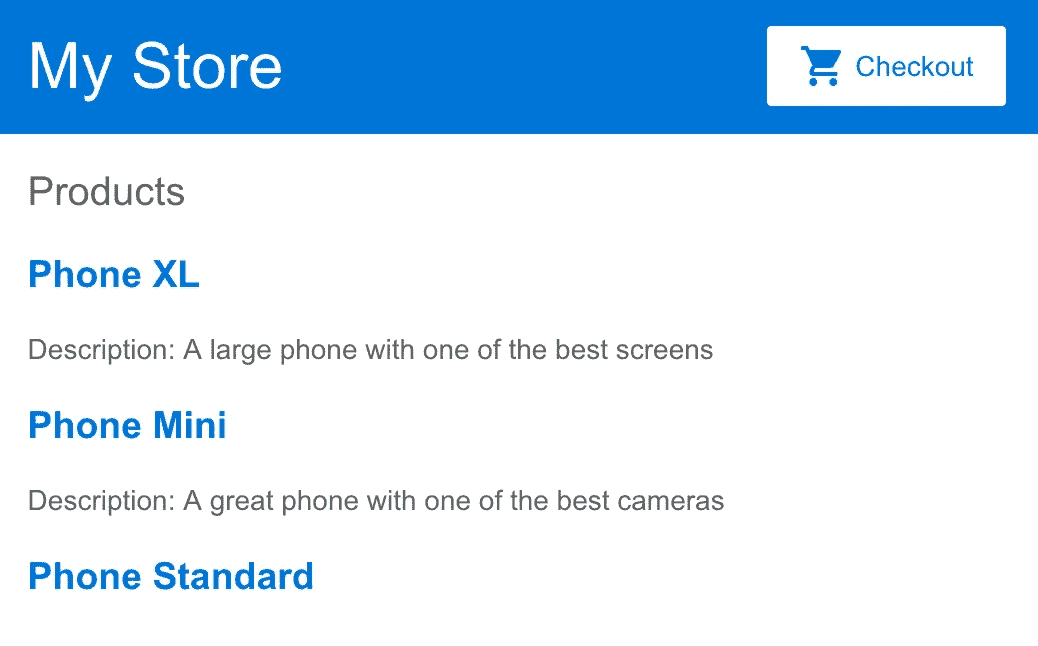 My Store
Checkout
Products
Phone XL
Description: A large phone with one of the best screens
Phone Mini
Description: A great phone with one of the best cameras
Phone Standard